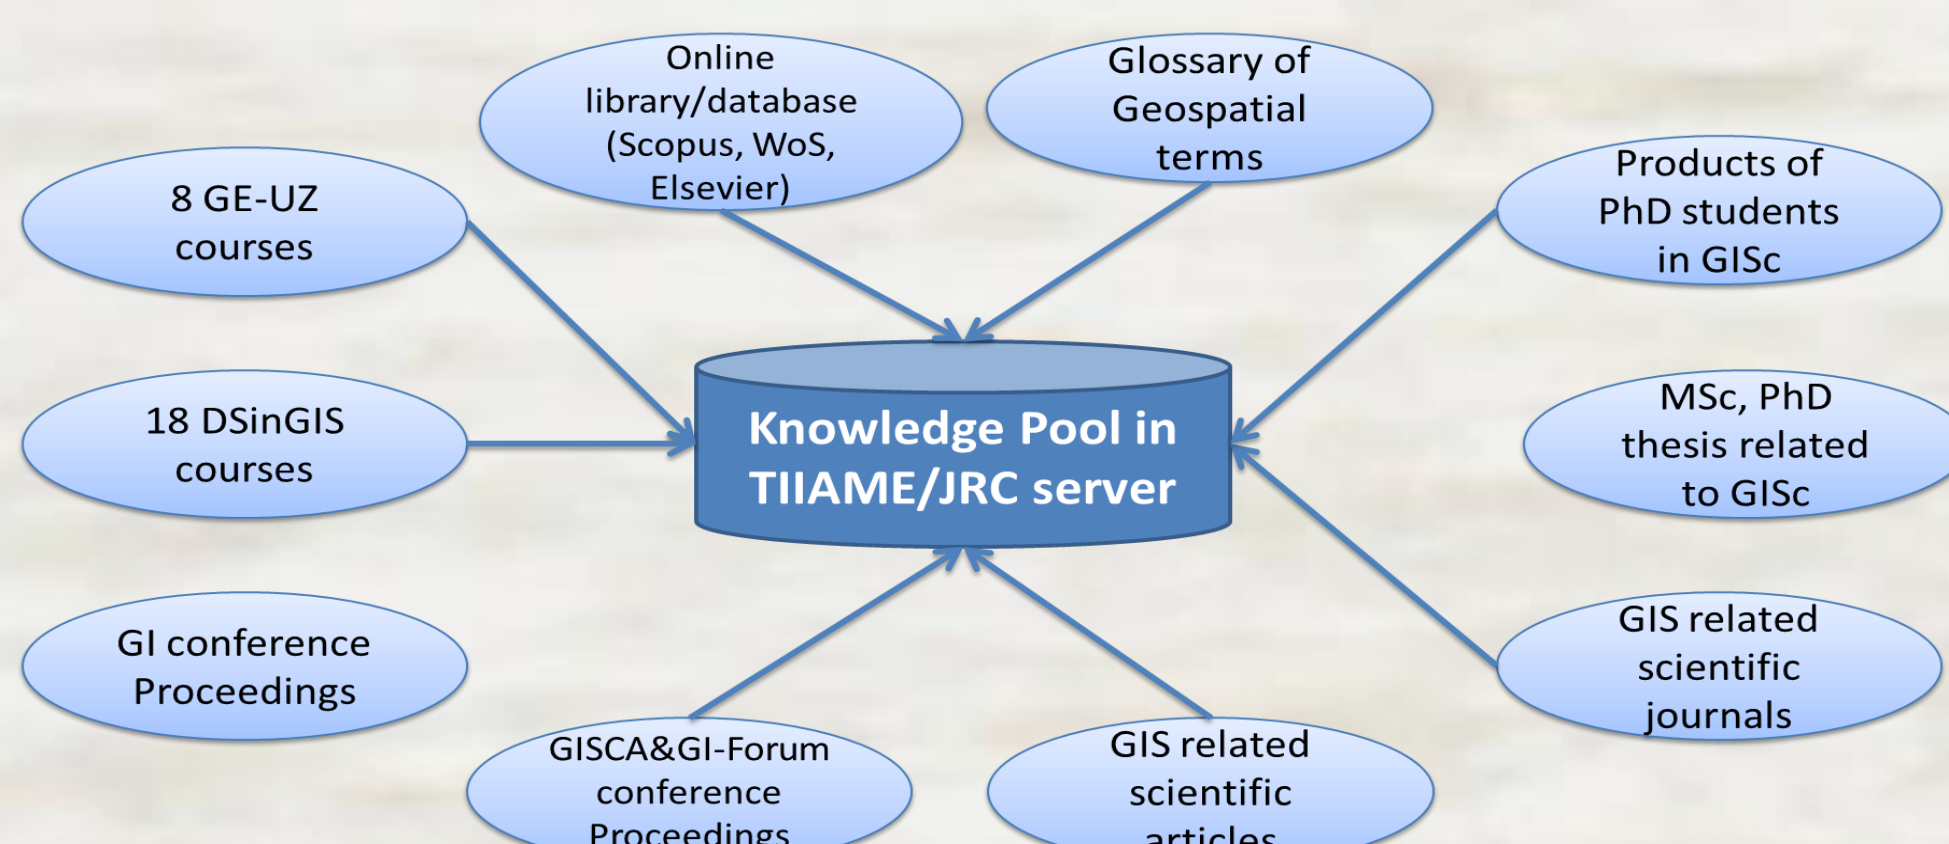 Online
library/database
(Scopus, WoS,
Elsevier)
Glossary of
Geospatial
terms
8 GE-UZ
courses
Products of
PhD students
in GISc
18 DSinGIS
courses
Knowledge Pool in
TIIAME/JRC server
MSc, PhD
thesis related
to GISc
GI conference
Proceedings
GIS related
scientific
journals
GISCA&GI-Forum
conference
Proceedings
GIS related
scientific
articles